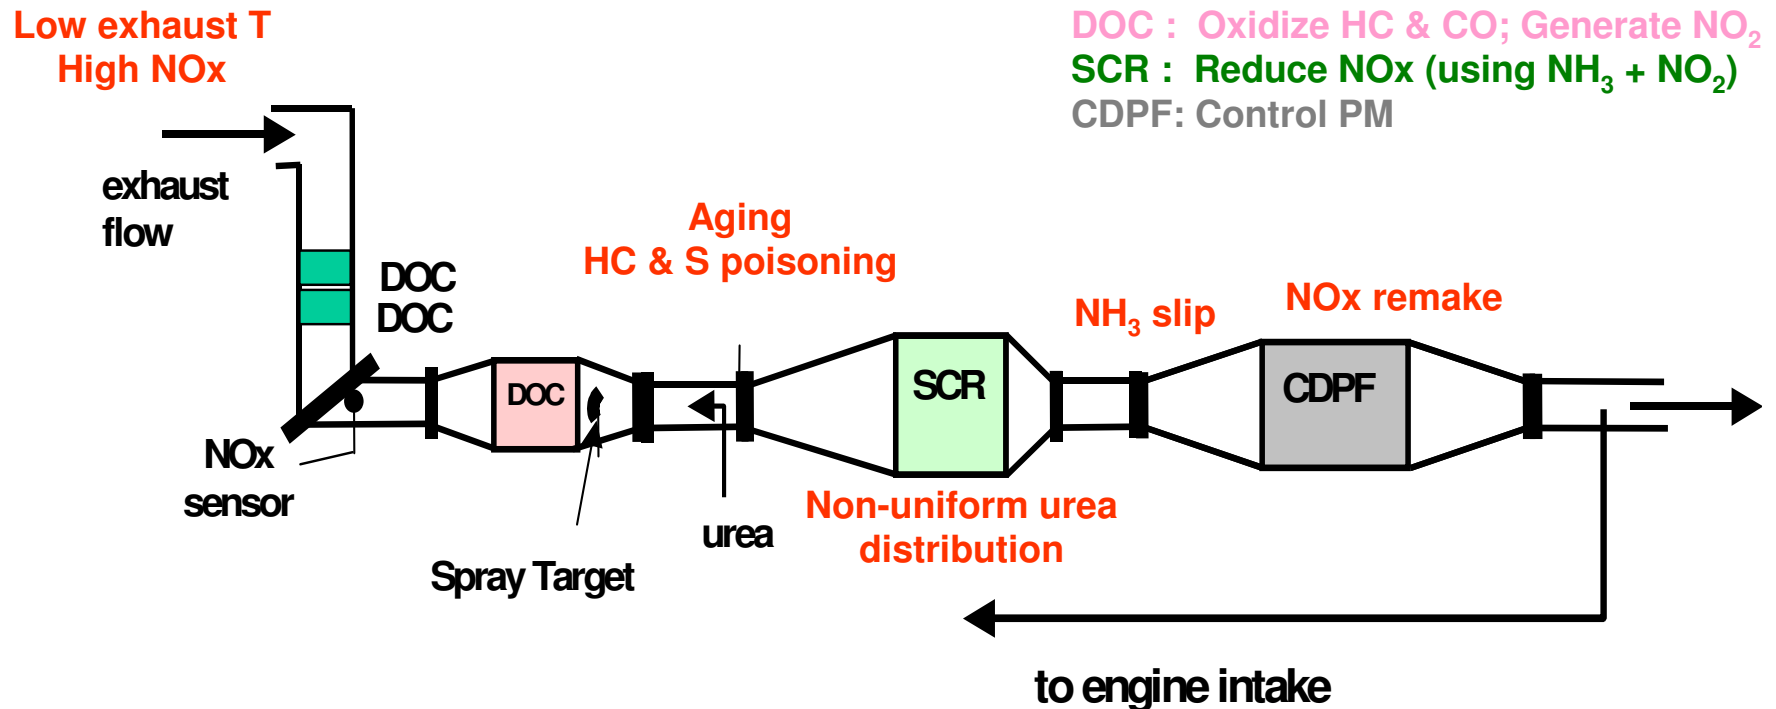 Low exhaust T
High NOx
DOC : Oxidize HC & CO; Generate NO₂
SCR : Reduce NOx (using NH₃ + NO₂)
CDPF: Control PM
exhaust
flow
Aging
HC & S poisoning
DOC
DOC
NH₃ slip
NOx remake
DOC
SCR
CDPF
NOx
sensor
Spray Target
urea
Non-uniform urea
distribution
to engine intake